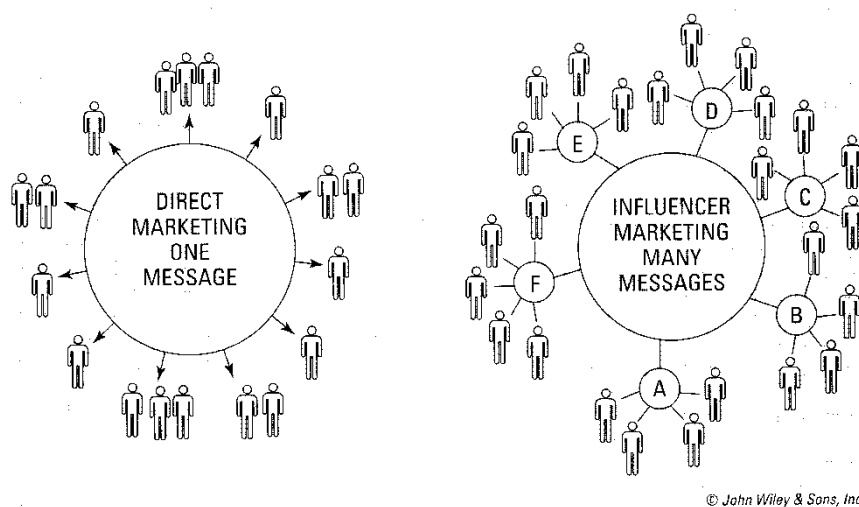 DIRECT
MARKETING
ONE
MESSAGE
INFLUENCER
MARKETING
MANY
MESSAGES
A
B
C
D
E
F
© John Wiley & Sons, Inc